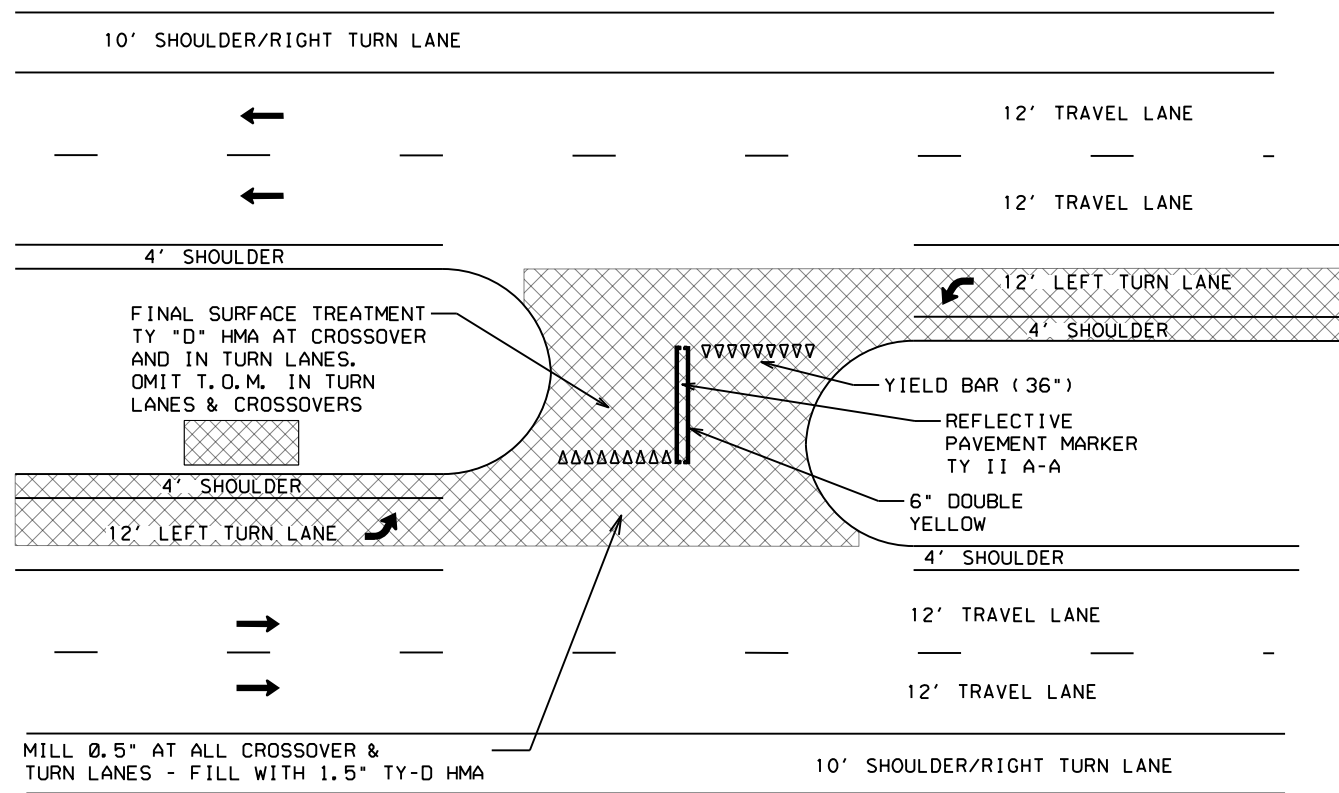 10' SHOULDER/RIGHT TURN LANE
12' TRAVEL LANE
12' TRAVEL LANE
4' SHOULDER
12' LEFT TURN LANE
4' SHOULDER
FINAL SURFACE TREATMENT
TY "D" HMA AT CROSSOVER
AND IN TURN LANES.
OMIT T.O.M. IN TURN
LANES & CROSSOVERS
YIELD BAR (36")
REFLECTIVE
PAVEMENT MARKER
TY II A-A
6" DOUBLE
YELLOW
4' SHOULDER
12' LEFT TURN LANE
4' SHOULDER
12' TRAVEL LANE
12' TRAVEL LANE
MILL 0.5" AT ALL CROSSOVER &
TURN LANES - FILL WITH 1.5" TY-D HMA
10' SHOULDER/RIGHT TURN LANE